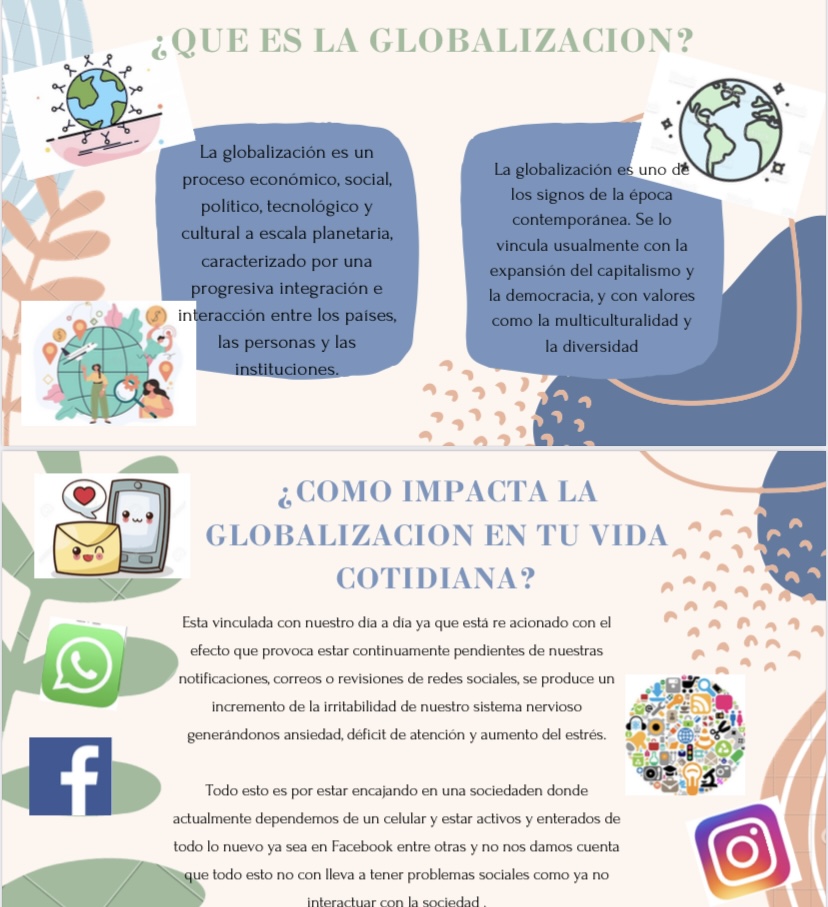 ¿QUE ES LA GLOBALIZACION?
La globalización es un
proceso económico, social,
político, tecnológico y
cultural a escala planetaria,
caracterizado por una
progresiva integración e
interacción entre los países,
las personas y las
instituciones.
La globalización es uno de
los signos de la época
contemporánea. Se lo
vincula usualmente con la
expansión del capitalismo y
la democracia, y con valores
como la multiculturalidad y
la diversidad
¿COMO IMPACTA LA
GLOBALIZACION EN TU VIDA
COTIDIANA?
Esta vinculada con nuestro día a día ya que está re acionado con el
efecto que provoca estar continuamente pendientes de nuestras
notificaciones, correos o revisiones de redes sociales, se produce un
incremento de la irritabilidad de nuestro sistema nervioso
generándonos ansiedad, déficit de atención y aumento del estrés.
Todo esto es por estar encajando en una sociedaden donde
actualmente dependemos de un celular y estar activos y enterados de
todo lo nuevo ya sea en Facebook entre otras y no nos damos cuenta
que todo esto no con lleva a tener problemas sociales como ya no
interactuar con la sociedad .